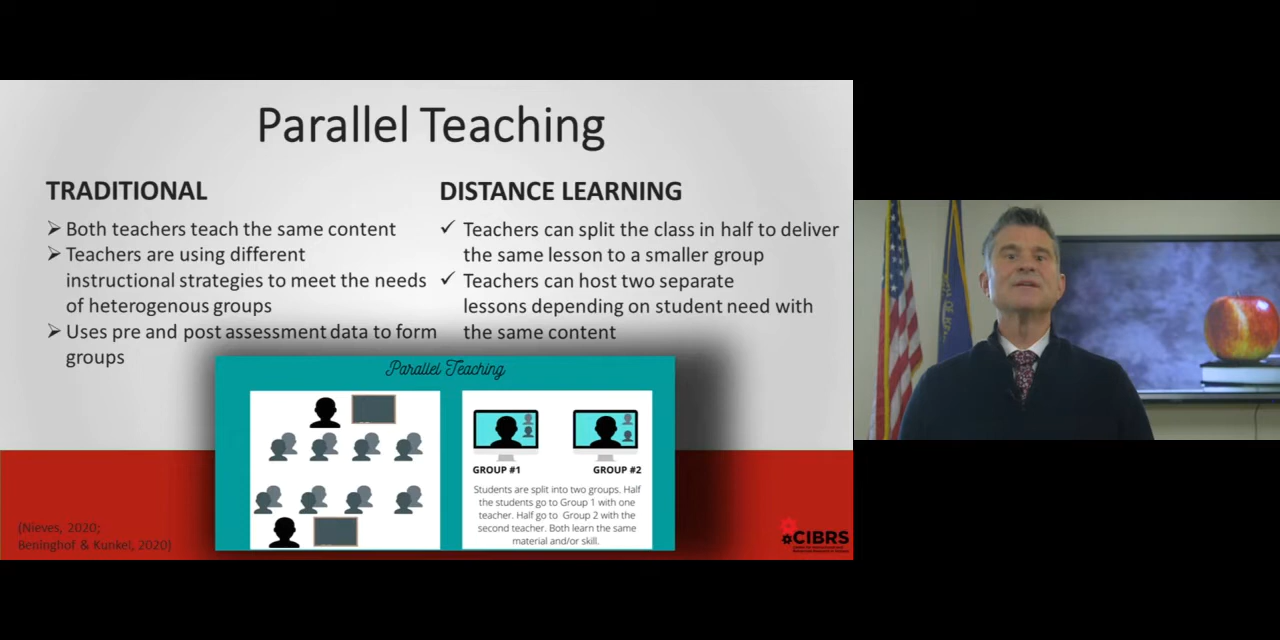 Parallel Teaching
TRADITIONAL
Both teachers teach the same content
Teachers are using different
instructional strategies to meet the needs
of heterogenous groups
Uses pre and post assessment data to form
groups
DISTANCE LEARNING
Teachers can split the class in half to deliver
the same lesson to a smaller group
Teachers can host two separate
lessons depending on student need with
the same content
Parallel Teaching
GROUP #1
GROUP #2
Students are split into two groups. Half
the students go to Group 1 with one
teacher. Half go to Group 2 with the
second teacher. Both learn the same
material and/or skill.
(Nieves, 2020;
Beninghof & Kunkel, 2020)
CIBRS